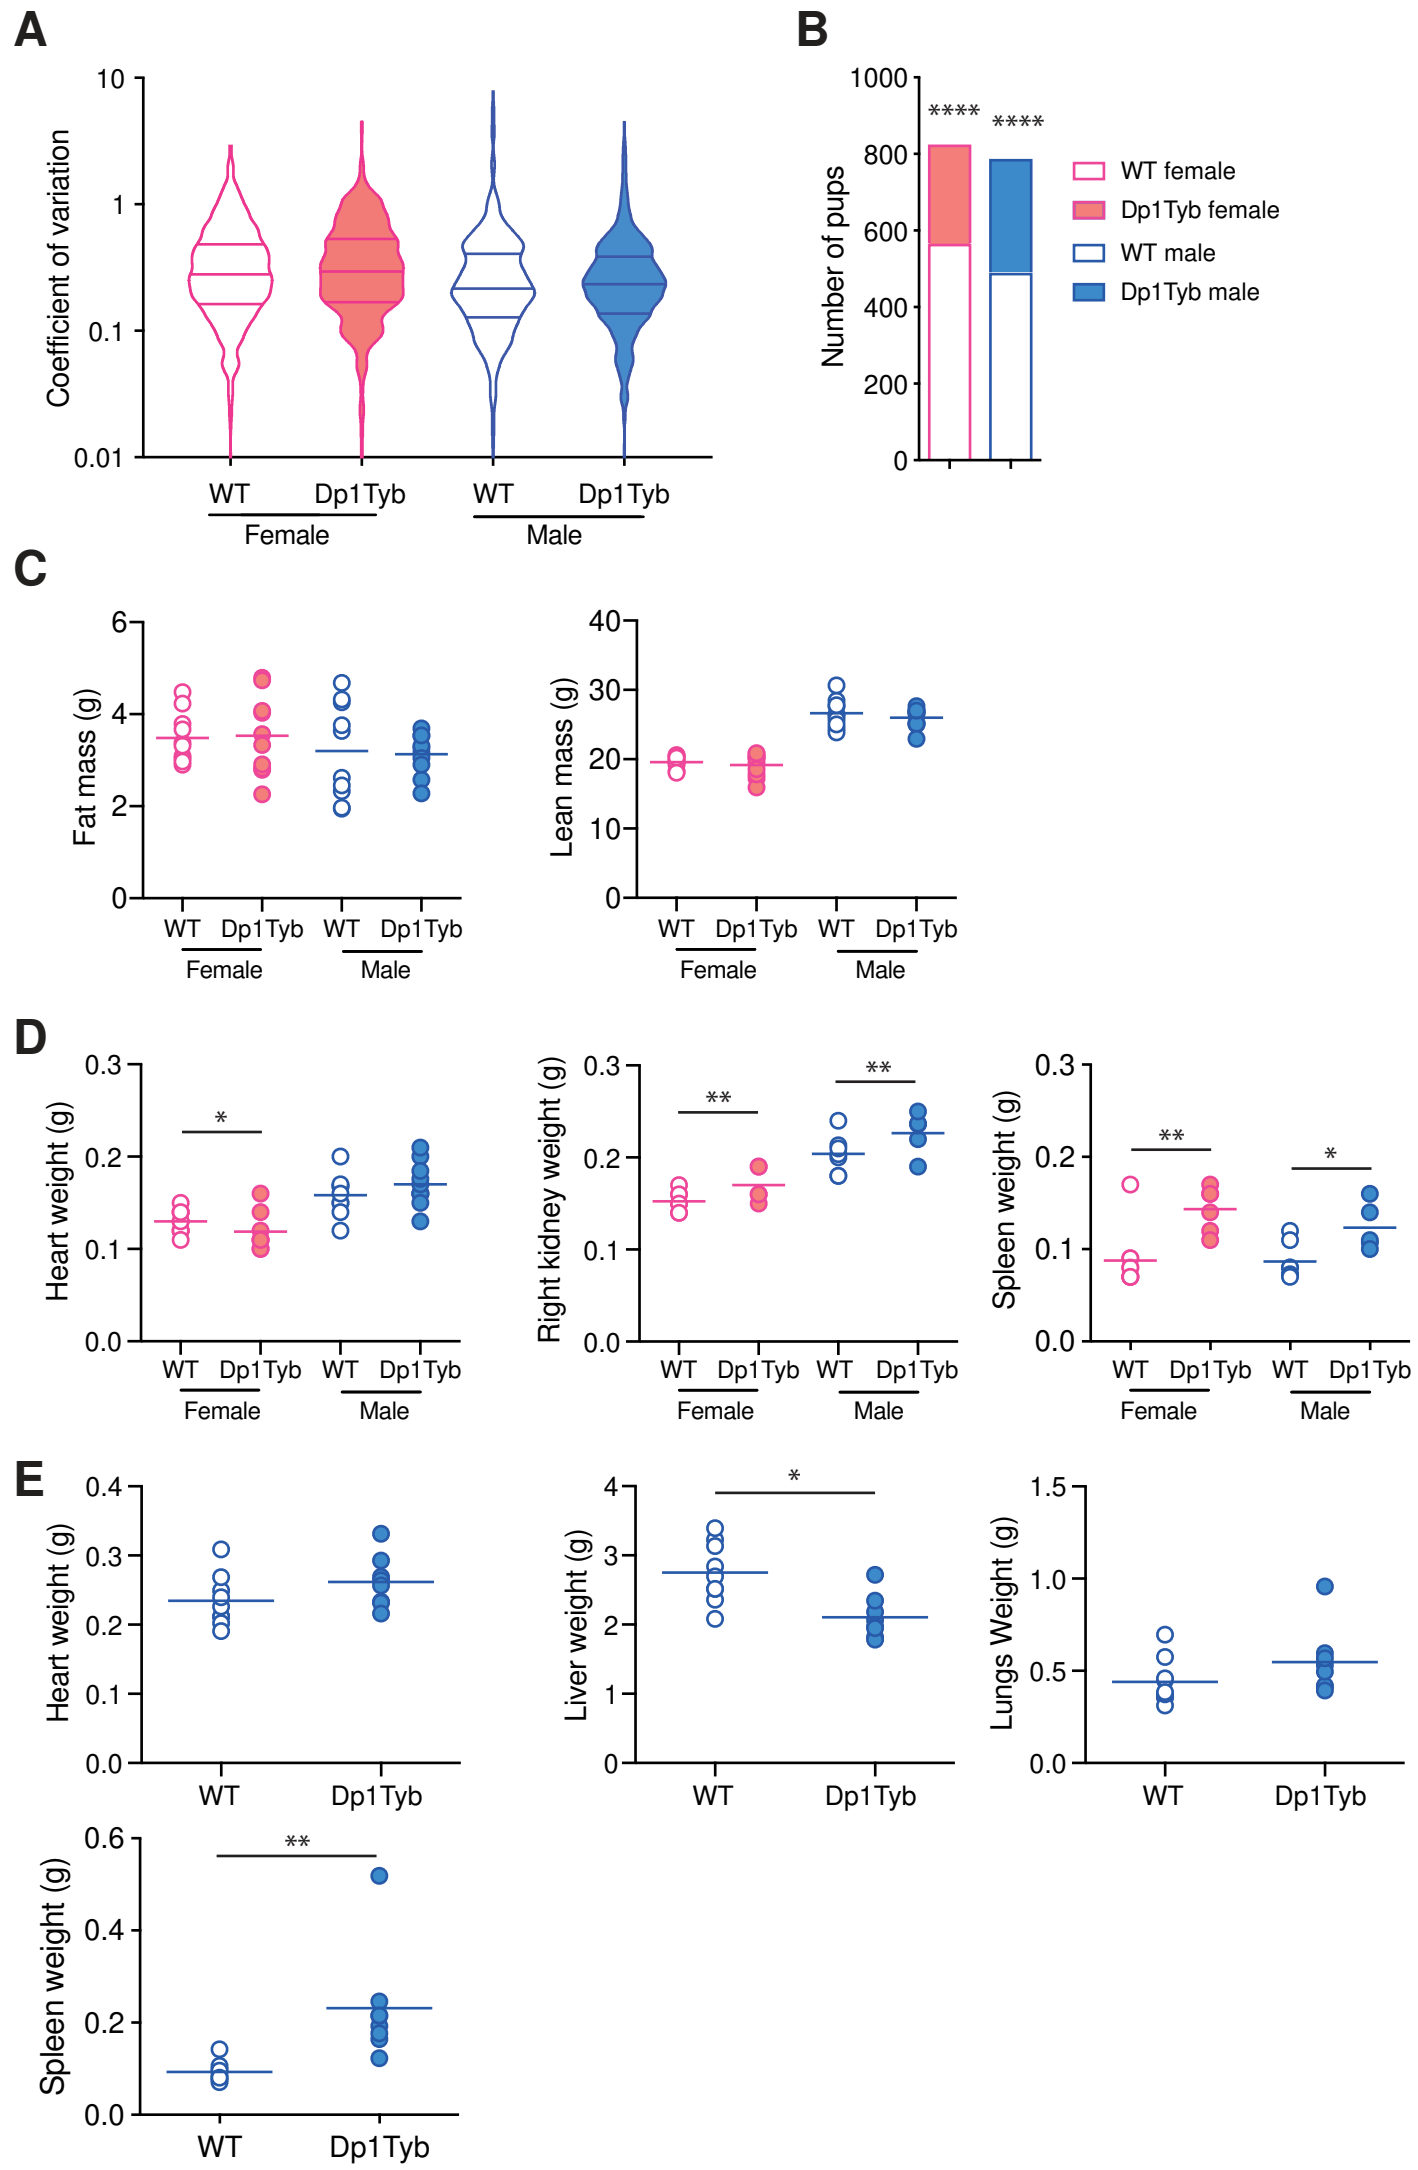 A
Coefficient of variation
10
1
0.1
0.01
WT
Dp1Tyb
WT
Dp1Tyb
Female
Male
B
Number of pups
1000
800
600
400
200
0
****
****
WT female
Dp1Tyb female
WT male
Dp1Tyb male
C
Fat mass (g)
6
4
2
0
WT
Dp1Tyb
WT
Dp1Tyb
Female
Male
Lean mass (g)
40
30
20
10
0
WT
Dp1Tyb
WT
Dp1Tyb
Female
Male
D
Heart weight (g)
0.3
0.2
0.1
0.0
*
WT
Dp1Tyb
WT
Dp1Tyb
Female
Male
Right kidney weight (g)
0.3
0.2
0.1
0.0
**
**
WT
Dp1Tyb
WT
Dp1Tyb
Female
Male
Spleen weight (g)
0.3
0.2
0.1
0.0
**
*
WT
Dp1Tyb
WT
Dp1Tyb
Female
Male
E
Heart weight (g)
0.4
0.3
0.2
0.1
0.0
WT
Dp1Tyb
Liver weight (g)
4
3
2
1
0
*
WT
Dp1Tyb
Lungs Weight (g)
1.5
1.0
0.5
0.0
WT
Dp1Tyb
Spleen weight (g)
0.6
0.4
0.2
0.0
**
WT
Dp1Tyb